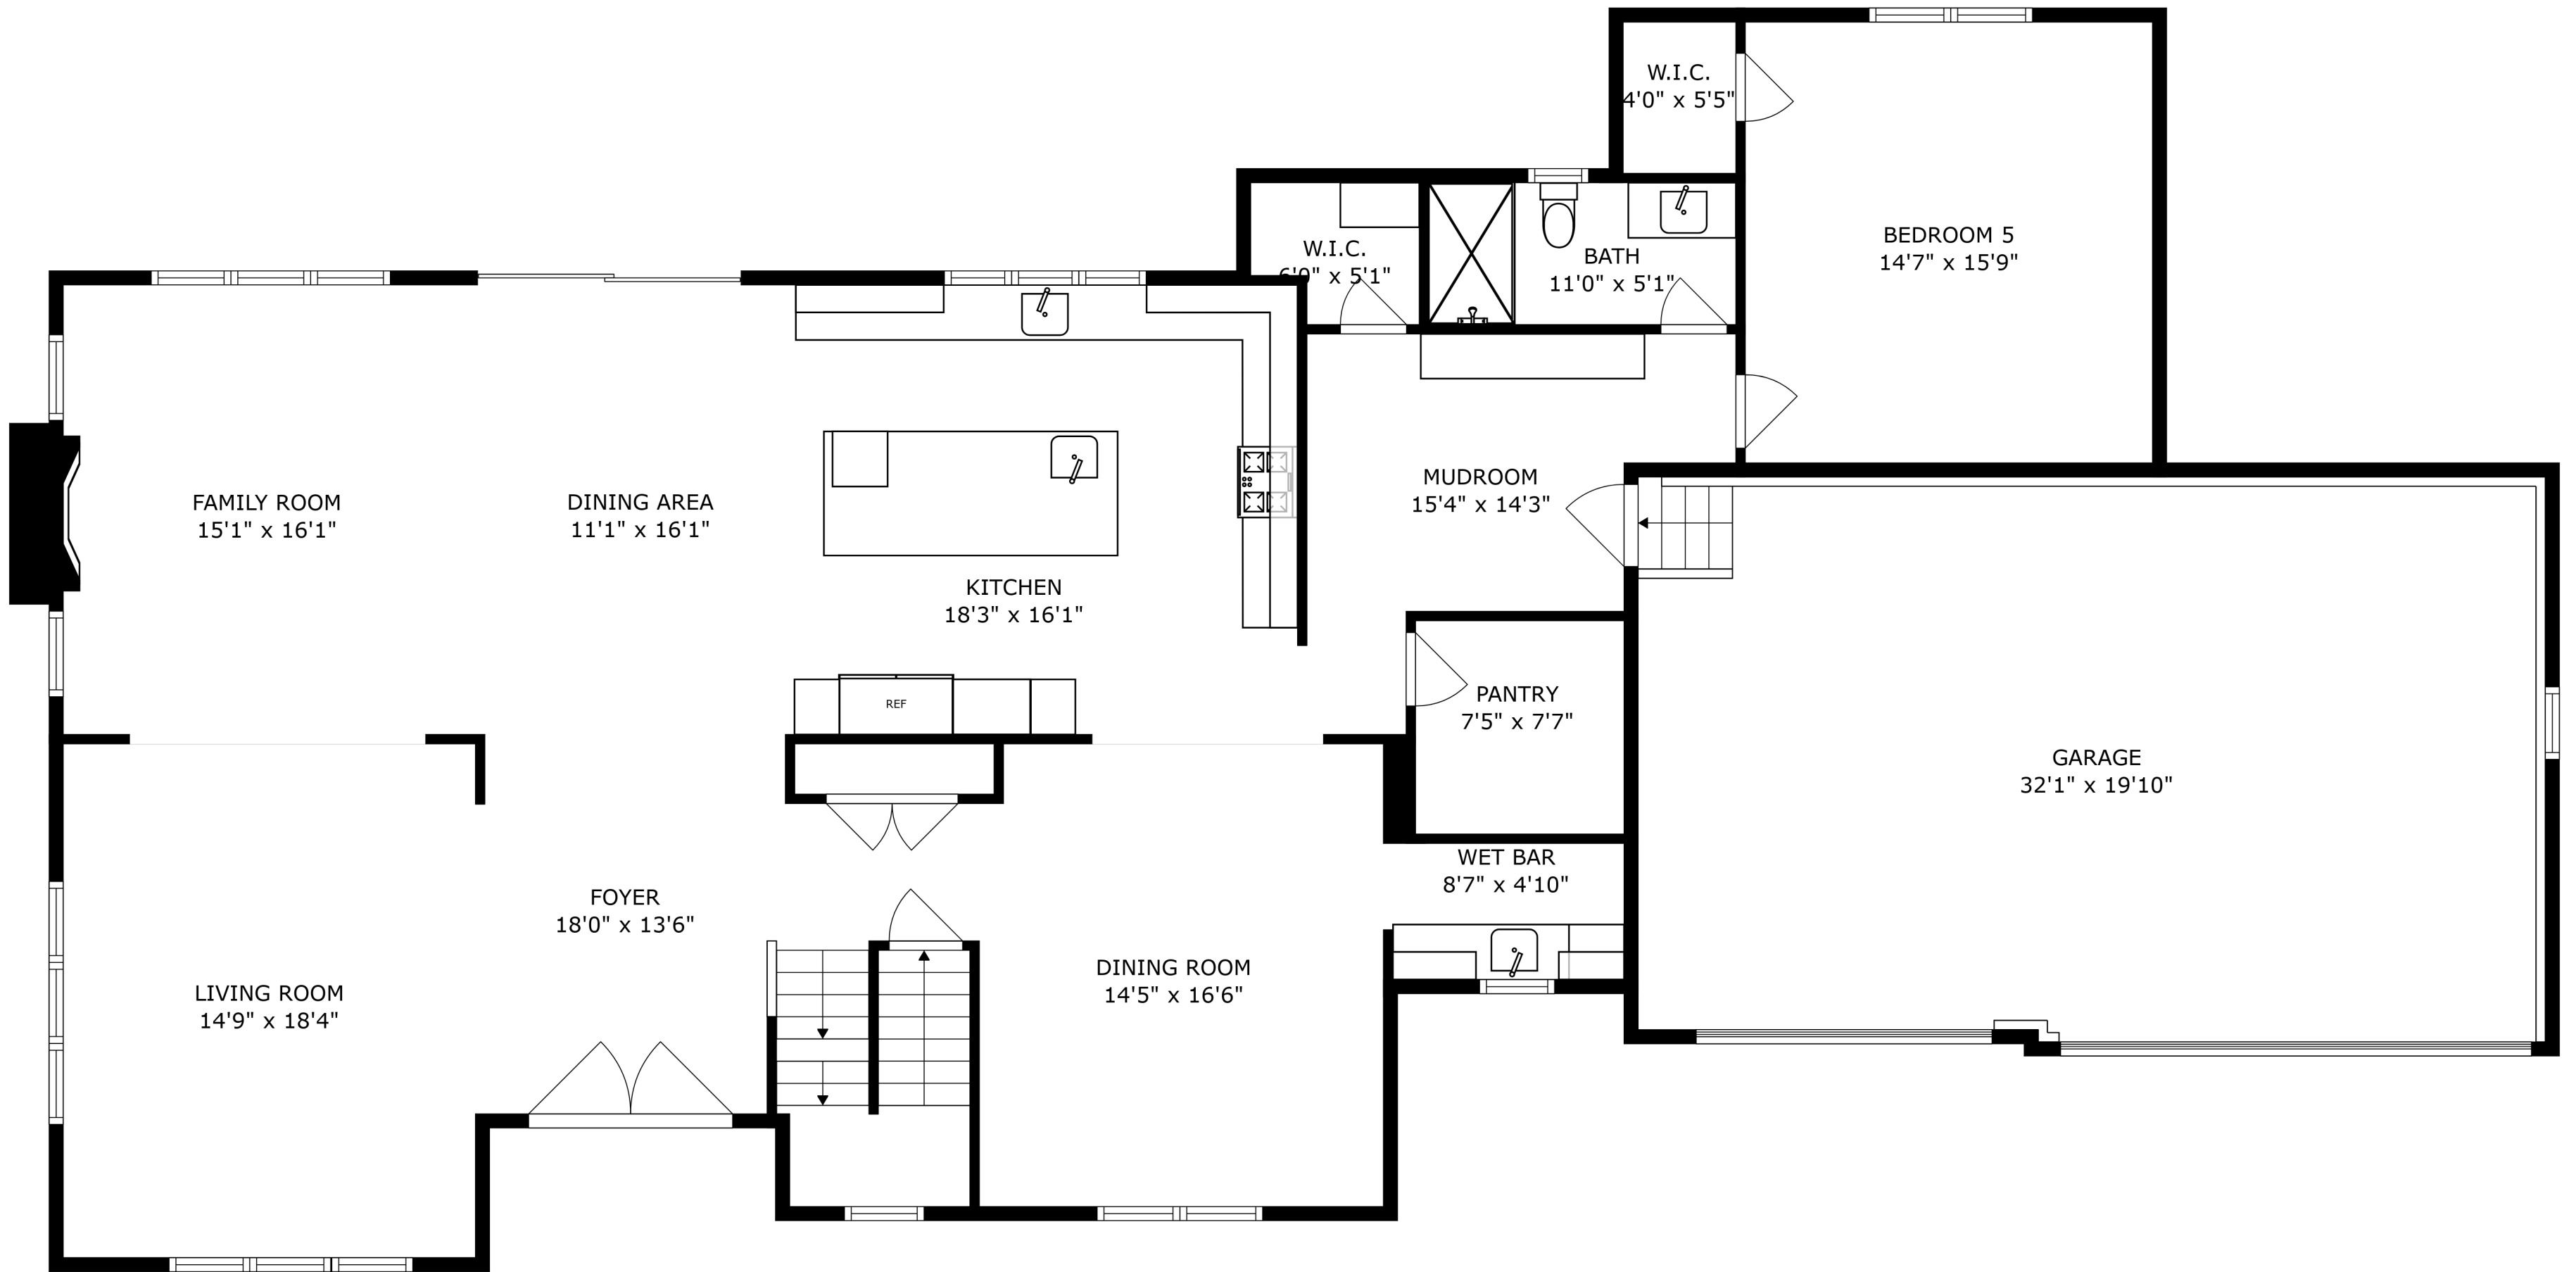 W.I.C.
4'0" x 5'5"
BEDROOM 5
14'7" x 15'9"
W.I.C.
6'0" x 5'1"
BATH
11'0" x 5'1"
FAMILY ROOM
15'1" x 16'1"
DINING AREA
11'1" x 16'1"
KITCHEN
18'3" x 16'1"
MUDROOM
15'4" x 14'3"
REF
PANTRY
7'5" x 7'7"
GARAGE
32'1" x 19'10"
WET BAR
8'7" x 4'10"
FOYER
18'0" x 13'6"
LIVING ROOM
14'9" x 18'4"
DINING ROOM
14'5" x 16'6"